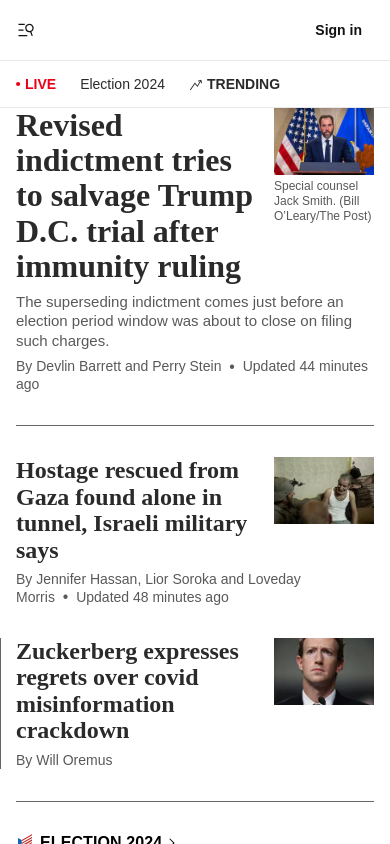 Sign in
• LIVE Election 2024 TRENDING
Revised
indictment tries
to salvage Trump
D.C. trial after
immunity ruling
Special counsel
Jack Smith. (Bill
O'Leary/The Post)
The superseding indictment comes just before an
election period window was about to close on filing
such charges.
By Devlin Barrett and Perry Stein • Updated 44 minutes
ago
Hostage rescued from
Gaza found alone in
tunnel, Israeli military
says
By Jennifer Hassan, Lior Soroka and Loveday
Morris • Updated 48 minutes ago
Zuckerberg expresses
regrets over covid
misinformation
crackdown
By Will Oremus
ELECTION 2024